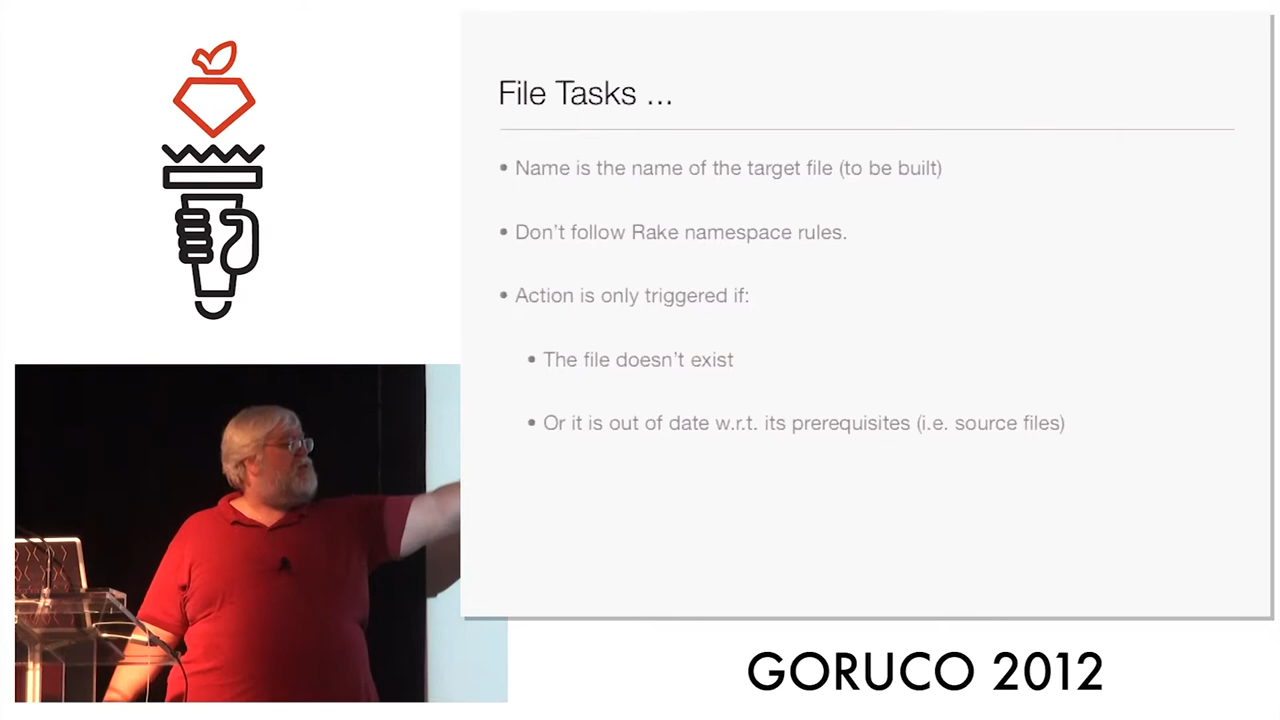 File Tasks ...
• Name is the name of the target file (to be built)
• Don't follow Rake namespace rules.
• Action is only triggered if:
• The file doesn't exist
• Or it is out of date w.r.t. its prerequisites (i.e. source files)
GORUCO 2012